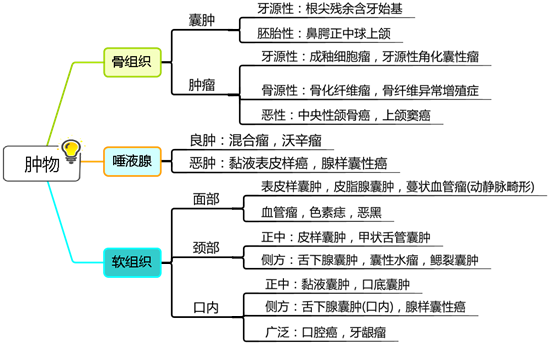 肿物
骨组织
囊肿
牙源性：根尖残余含牙始基
胚胎性：鼻腭正中球上颌
肿瘤
牙源性：成釉细胞瘤，牙源性角化囊性瘤
骨源性：骨化纤维瘤，骨纤维异常增殖症
恶性：中央性颌骨癌，上颌窦癌
唾液腺
良肿：混合瘤，沃辛瘤
恶肿：黏液表皮样癌，腺样囊性癌
软组织
面部
表皮样囊肿，皮脂腺囊肿，蔓状血管瘤(动静脉畸形)
血管瘤，色素痣，恶黑
颈部
正中：皮样囊肿，甲状舌管囊肿
侧方：舌下腺囊肿，囊性水瘤，鳃裂囊肿
口内
正中：黏液囊肿，口底囊肿
侧方：舌下腺囊肿(口内)，腺样囊性癌
广泛：口腔癌，牙龈瘤